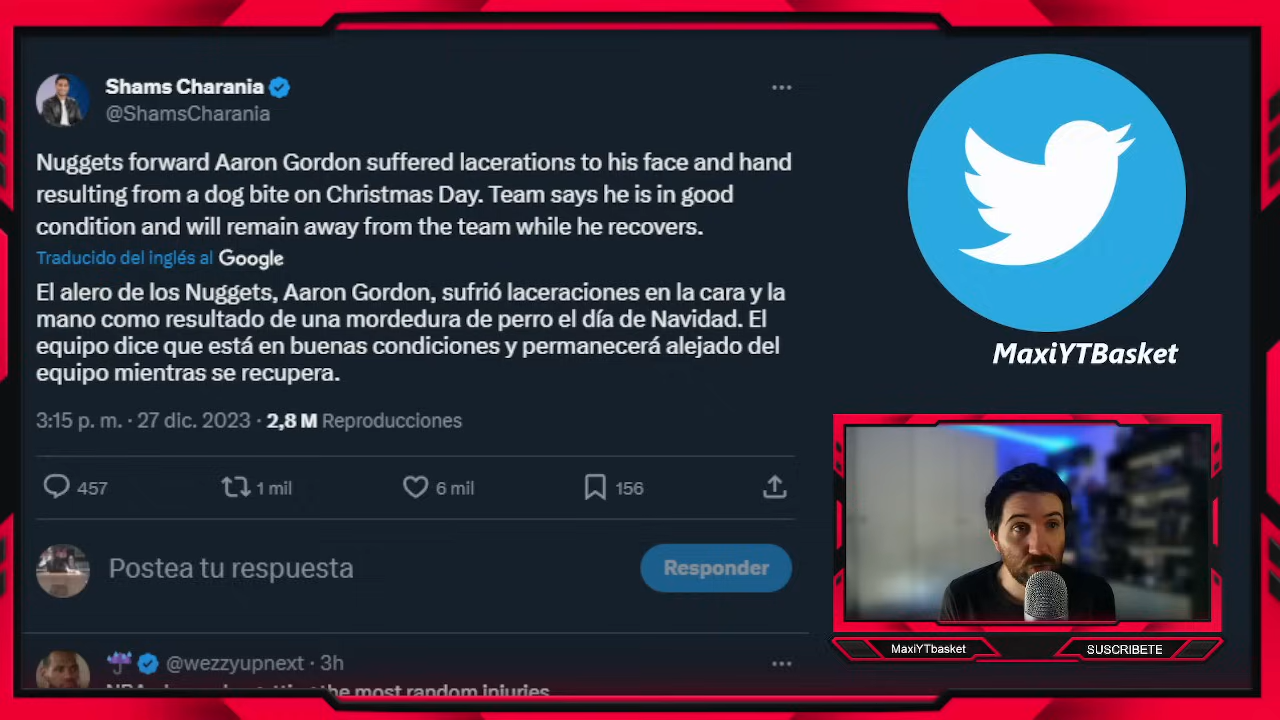 Shams Charania
@ShamsCharania
Nuggets forward Aaron Gordon suffered lacerations to his face and hand
resulting from a dog bite on Christmas Day. Team says he is in good
condition and will remain away from the team while he recovers.
Traducido del inglés al Google
El alero de los Nuggets, Aaron Gordon, sufrió laceraciones en la cara y la
mano como resultado de una mordedura de perro el día de Navidad. El
equipo dice que está en buenas condiciones y permanecerá alejado del
equipo mientras se recupera.
3:15 p. m. · 27 dic. 2023 · 2,8 M Reproducciones
457 1 mil 6 mil 156
Postea tu respuesta
Responder
@wezzyupnext · 3h
the most random injuries
MaxiYTBasket
MaxiYTbasket
SUSCRIBETE